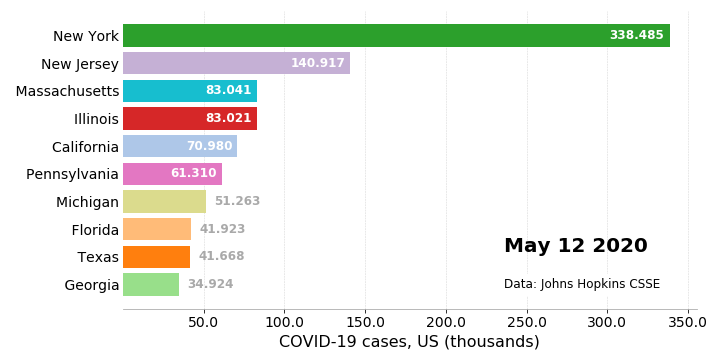 New York 338.485
New Jersey 140.917
Massachusetts 83.041
Illinois 83.021
California 70.980
Pennsylvania 61.310
Michigan 51.263
Florida 41.923
Texas 41.668
Georgia 34.924
May 12 2020
Data: Johns Hopkins CSSE
50.0 100.0 150.0 200.0 250.0 300.0 350.0
COVID-19 cases, US (thousands)